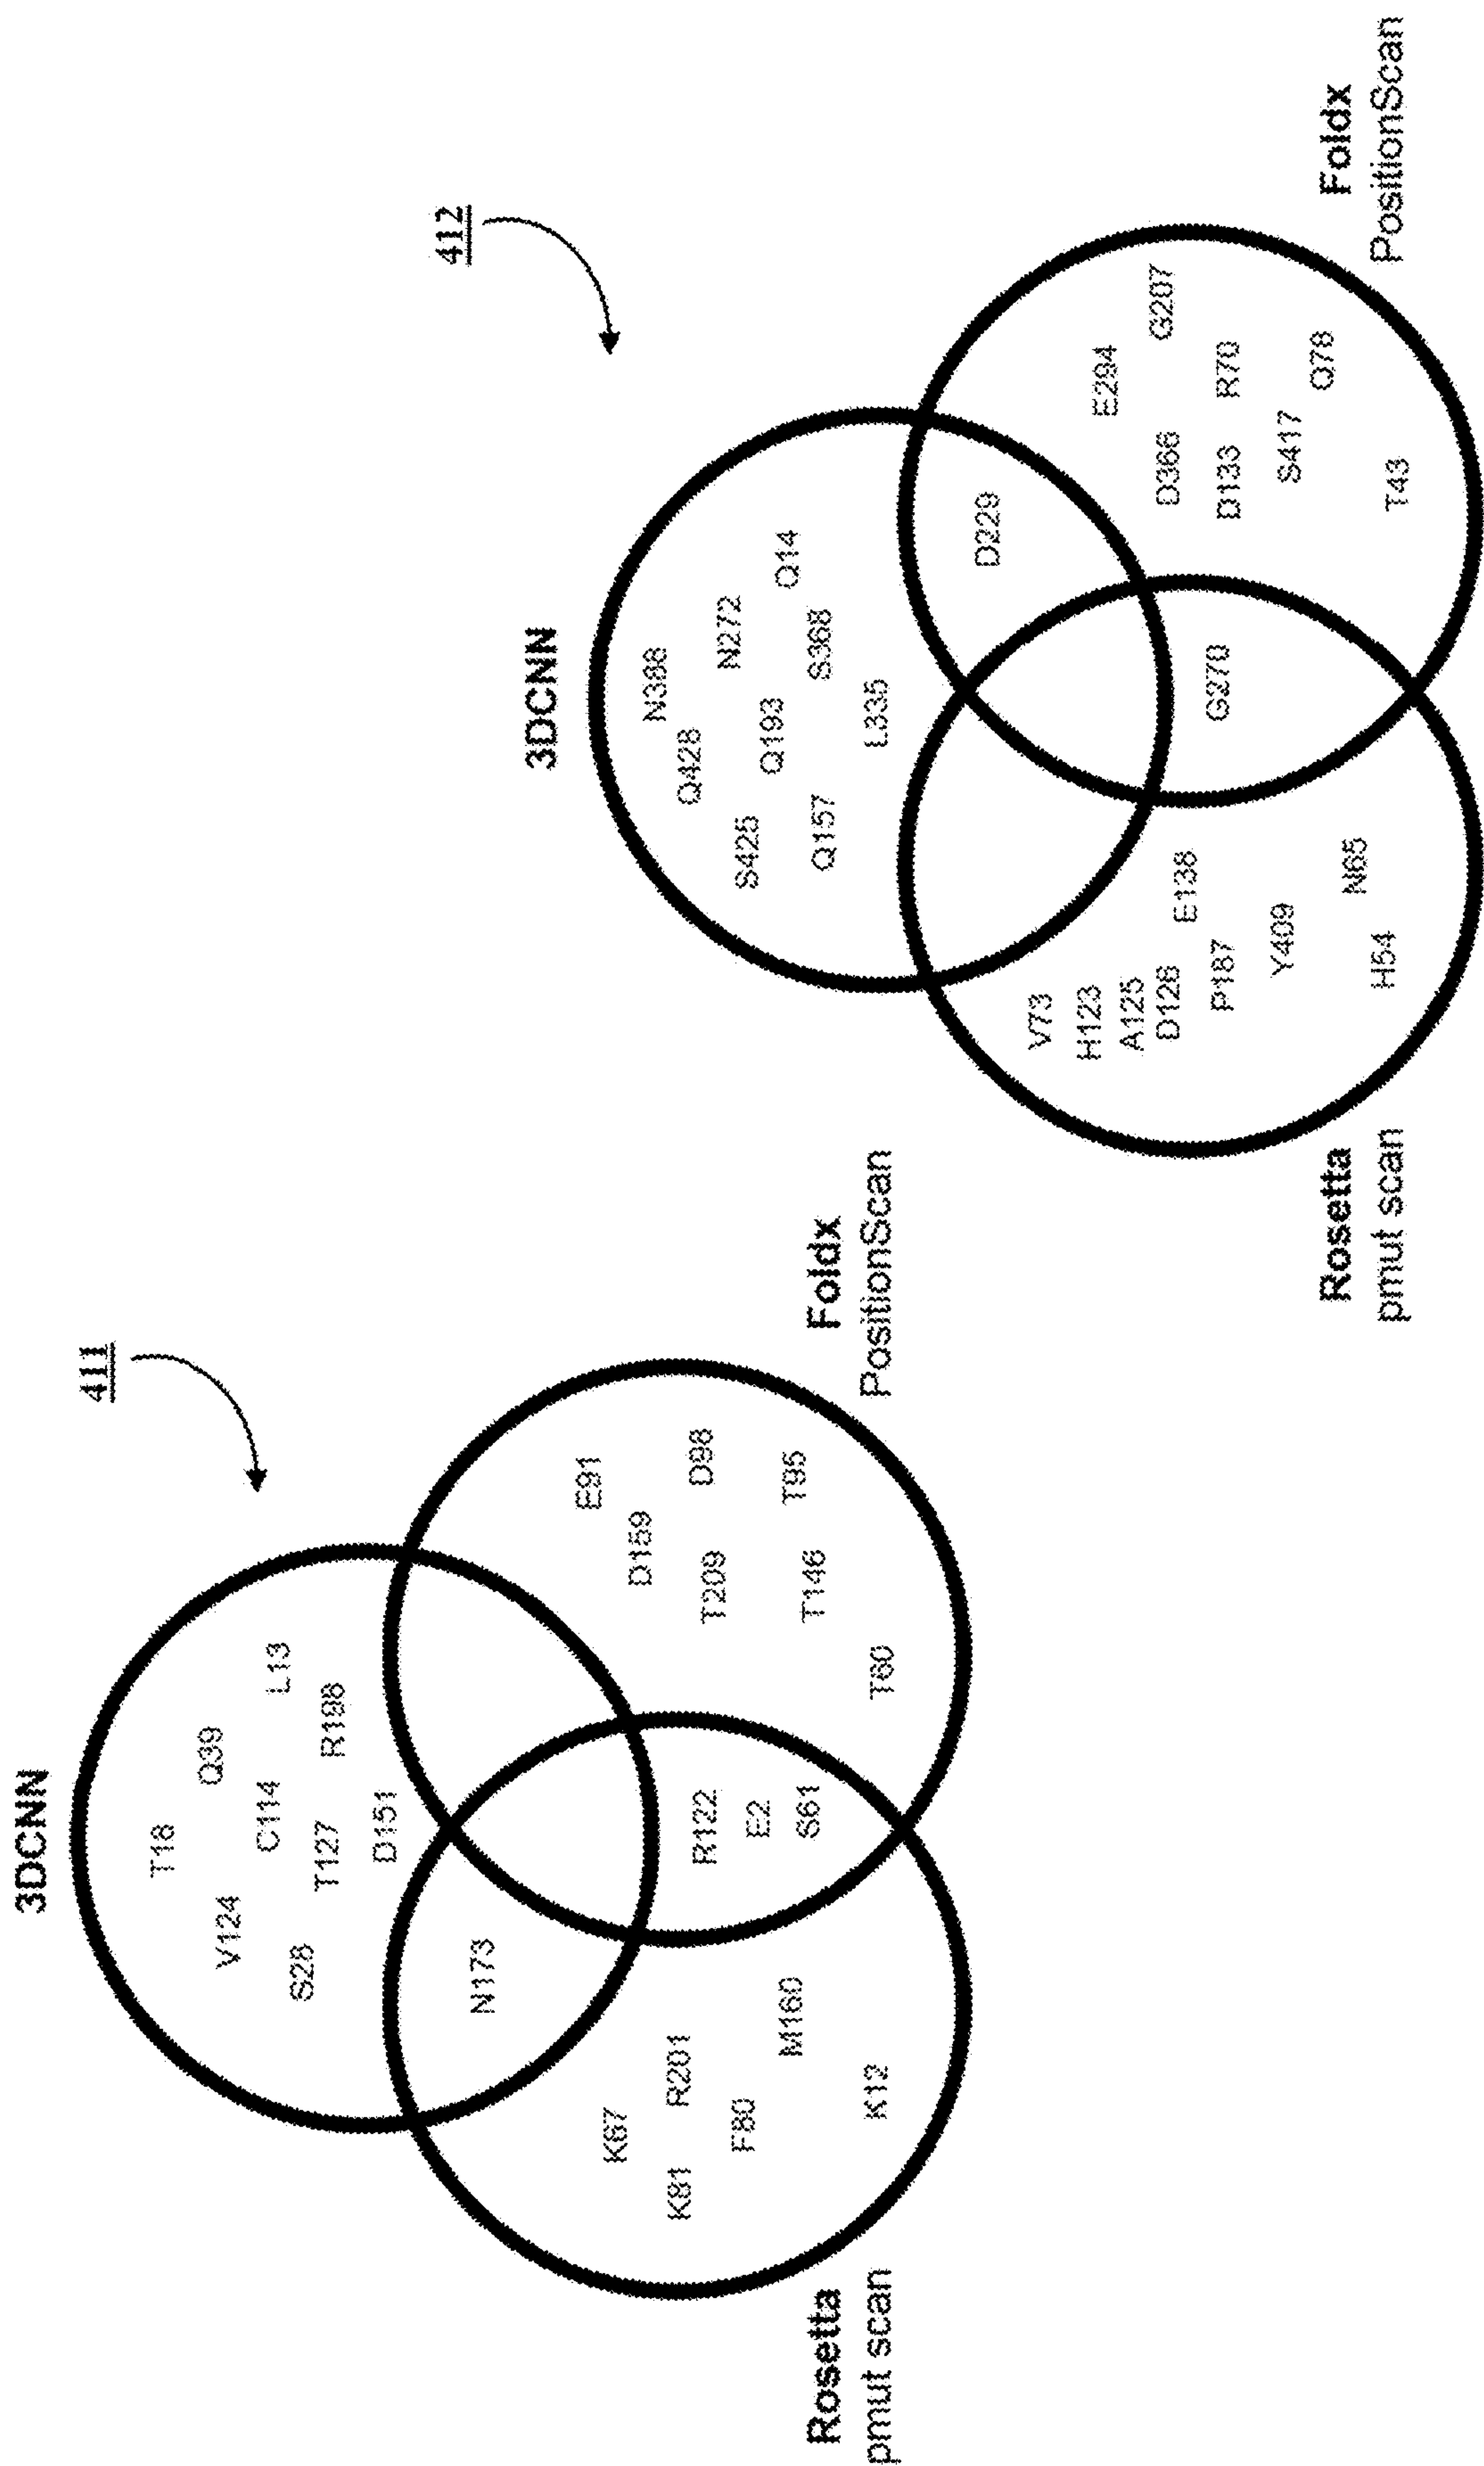 411
3DCNN
T18
Q39
V124
C114
L13
S28
T127
R198
D151
N173
K67
R201
K81
F80
M160
K12
R122
E2
S61
E91
D159
D98
T209
T95
T146
T60
Rosetta
pmut scan
Foldx
PositionScan
412
3DCNN
N388
Q428
N272
S425
Q193
Q14
Q157
S368
L335
D229
V73
H123
A125
D126
E138
P187
Y409
N65
H54
G270
E294
G207
D366
R70
D133
S417
Q78
T43
Rosetta
pmut scan
Foldx
PositionScan